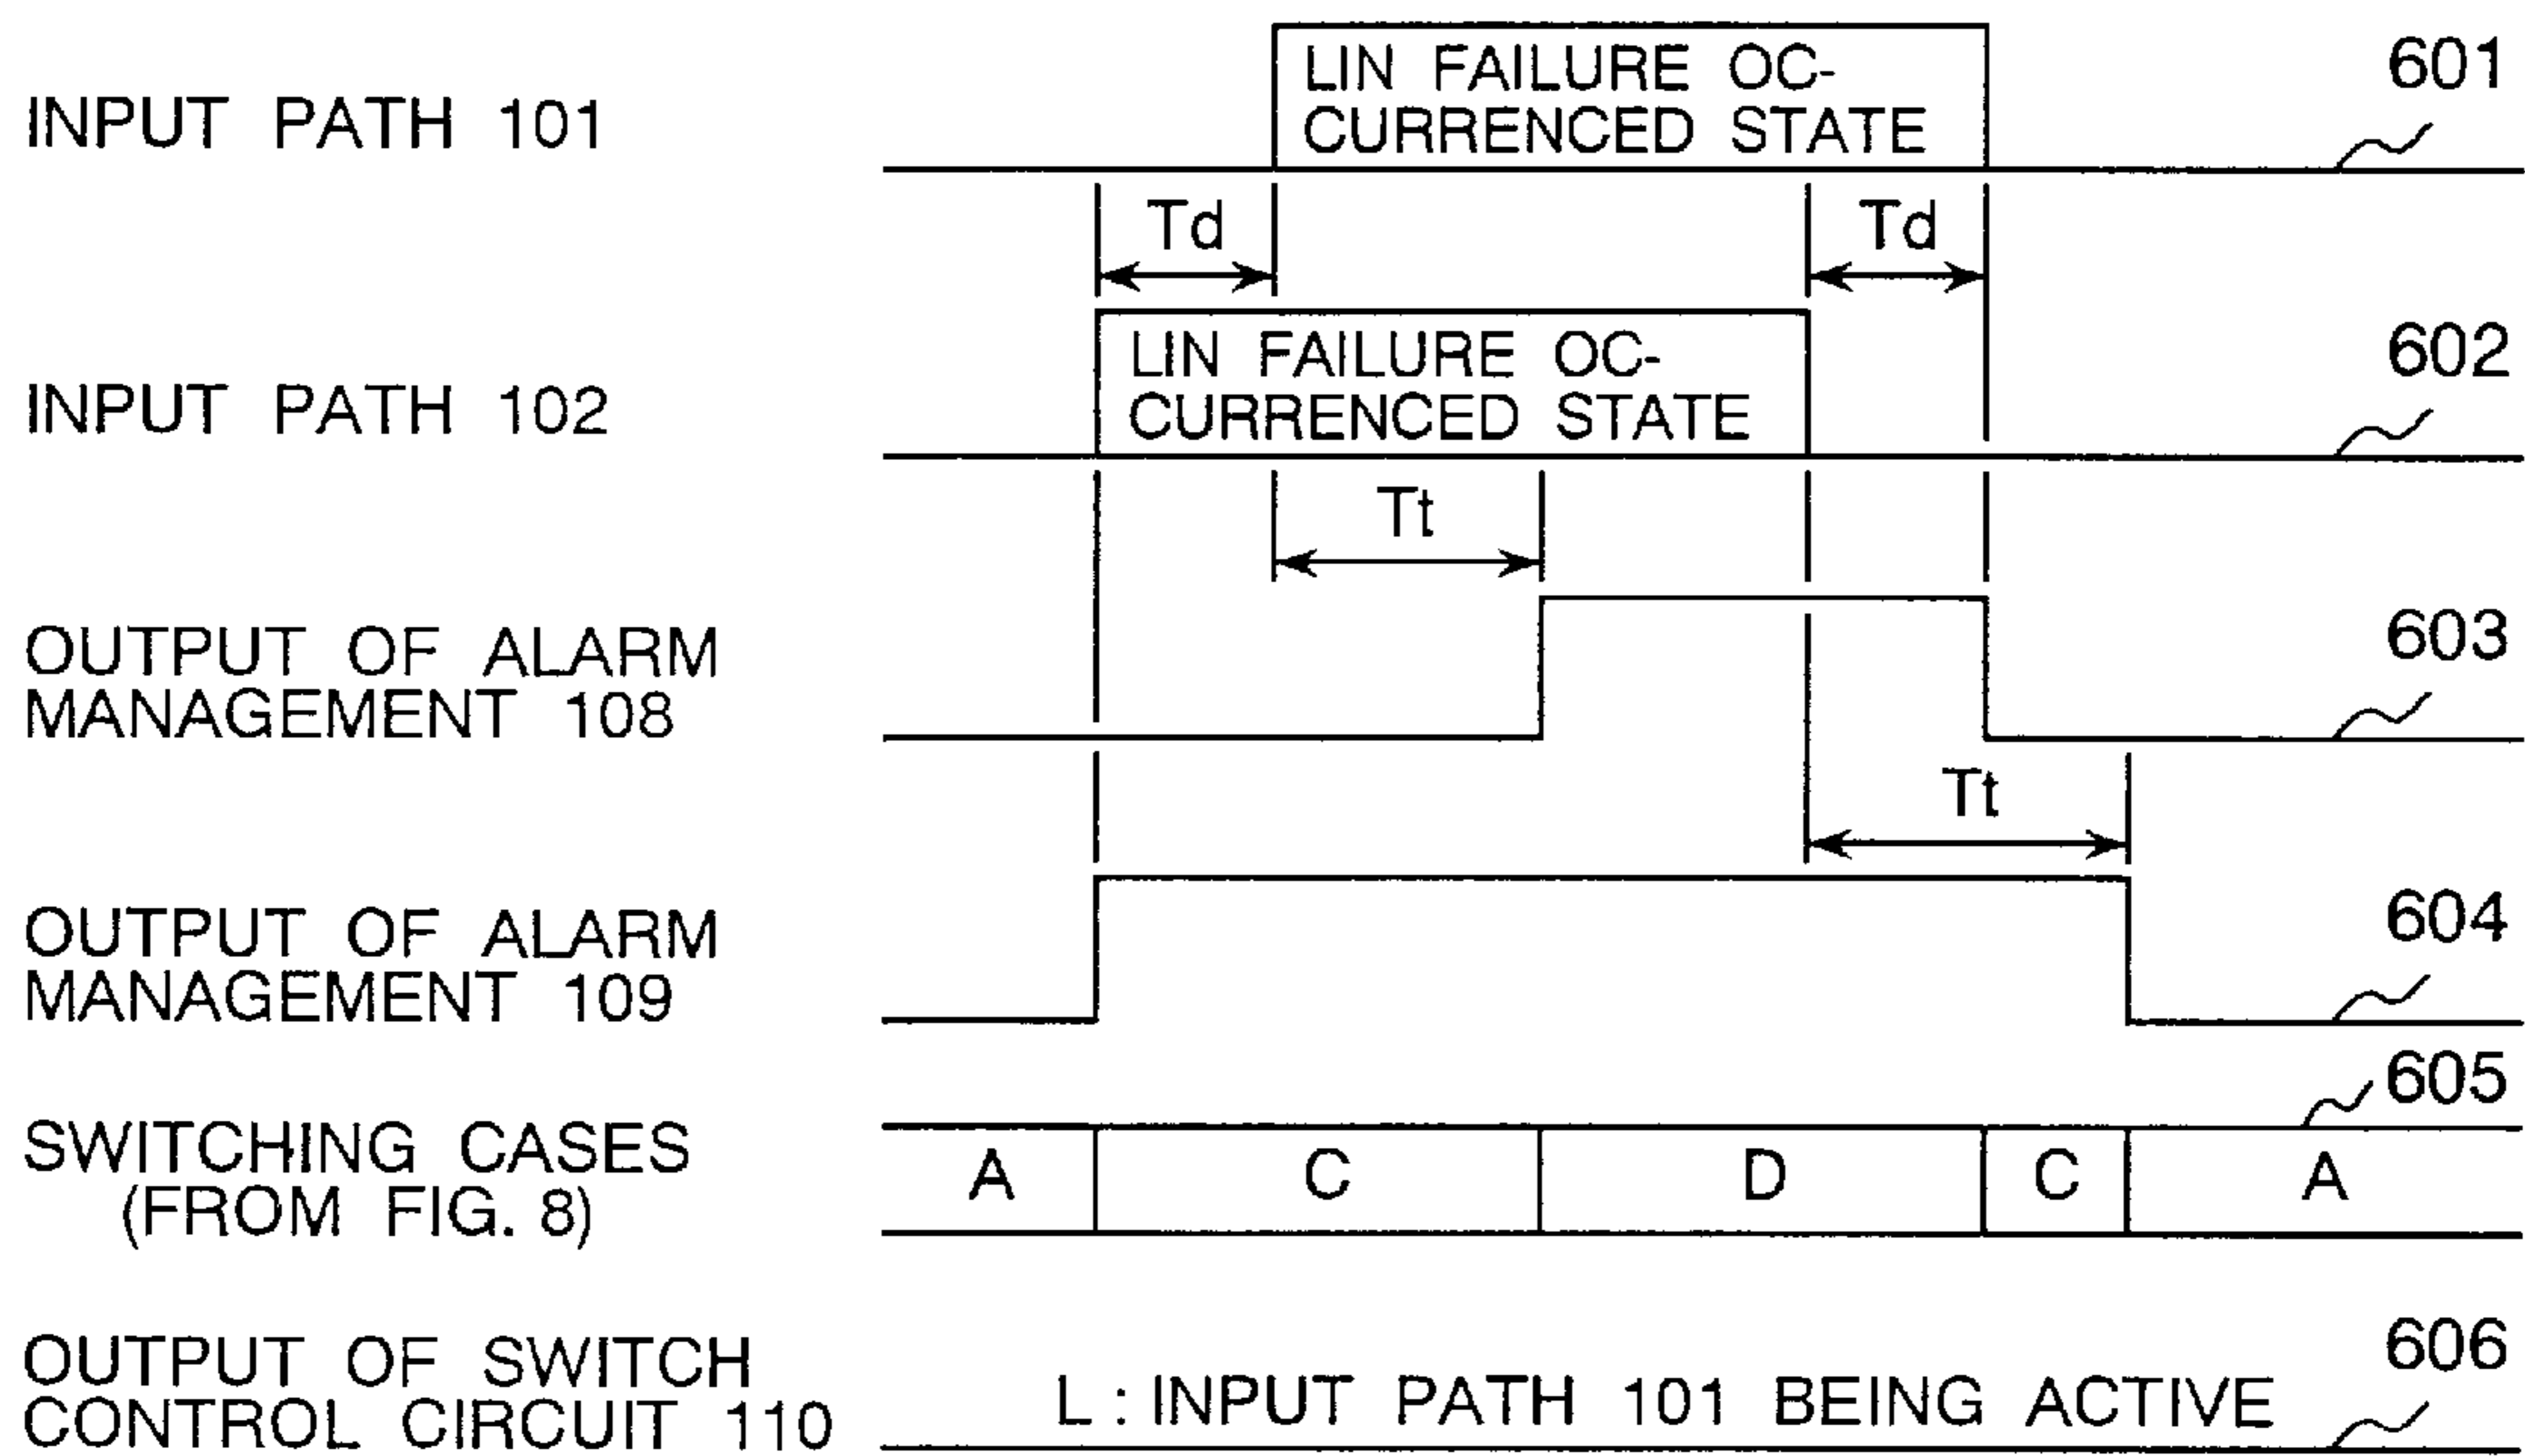 LIN FAILURE OC-
CURRENCED STATE
601
INPUT PATH 101
Td
Td
LIN FAILURE OC-
CURRENCED STATE
602
INPUT PATH 102
Tt
OUTPUT OF ALARM
MANAGEMENT 108
603
Tt
OUTPUT OF ALARM
MANAGEMENT 109
604
605
SWITCHING CASES
(FROM FIG. 8)
A C D C A
OUTPUT OF SWITCH
CONTROL CIRCUIT 110
606
L : INPUT PATH 101 BEING ACTIVE